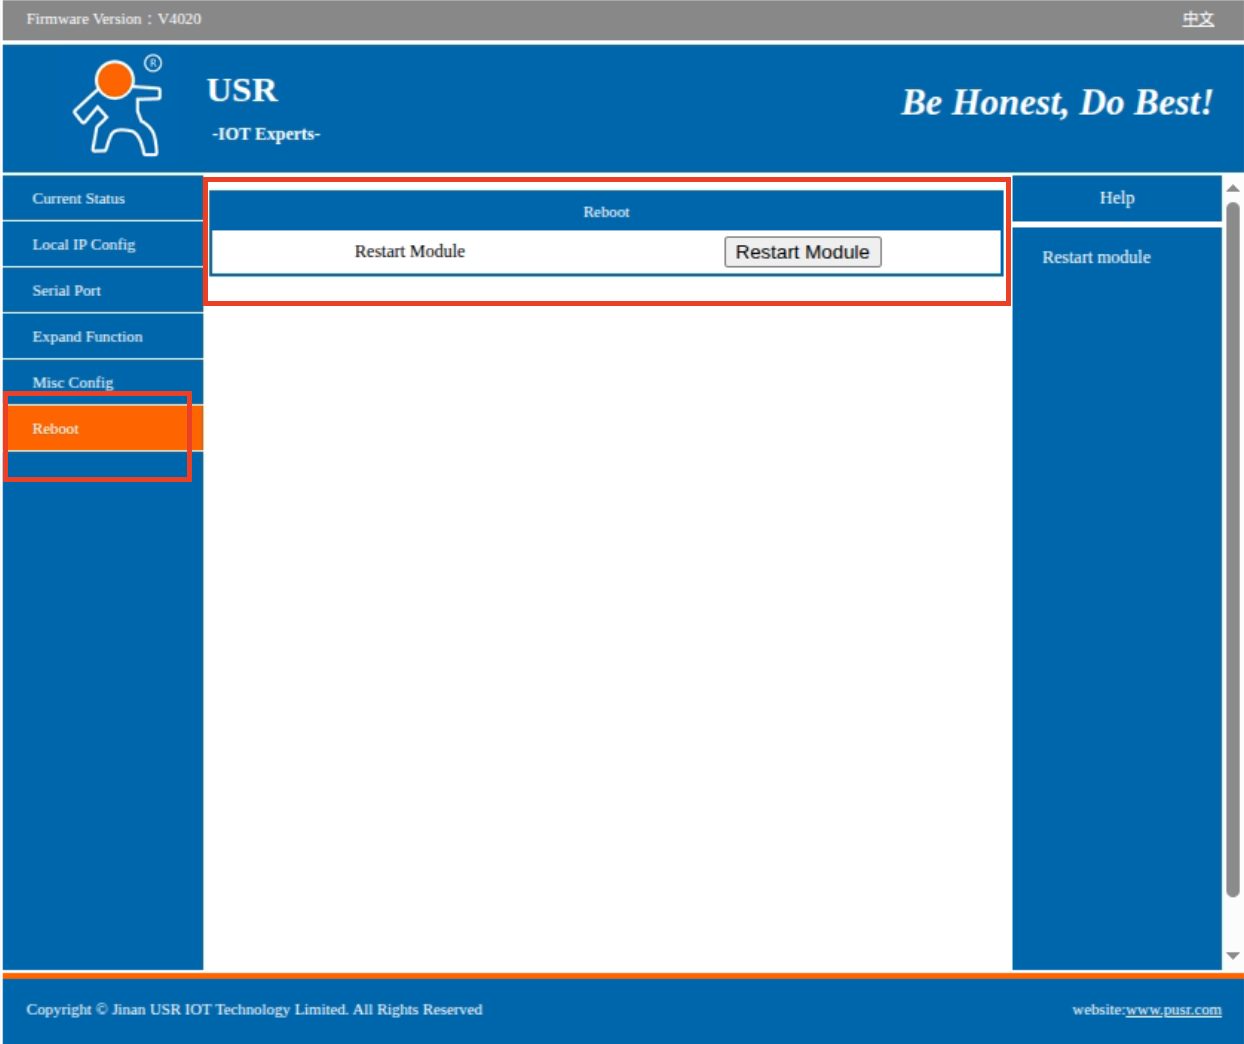 Firmware Version：V4020
中文
®
USR
-IOT Experts-
Be Honest, Do Best!
Current Status
Local IP Config
Serial Port
Expand Function
Misc Config
Reboot
Reboot
Restart Module
Restart Module
Help
Restart module
Copyright © Jinan USR IOT Technology Limited. All Rights Reserved
website:www.pusr.com